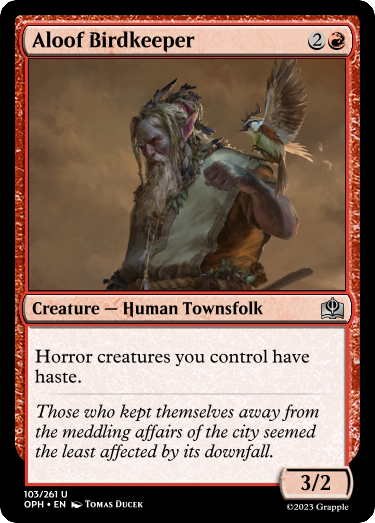 Aloof Birdkeeper 2
Creature — Human Townsfolk
Horror creatures you control have
haste.
Those who kept themselves away from
the meddling affairs of the city seemed
the least affected by its downfall.
3/2
103/261 U
OPH • EN Tomas Ducek
©2023 Grapple